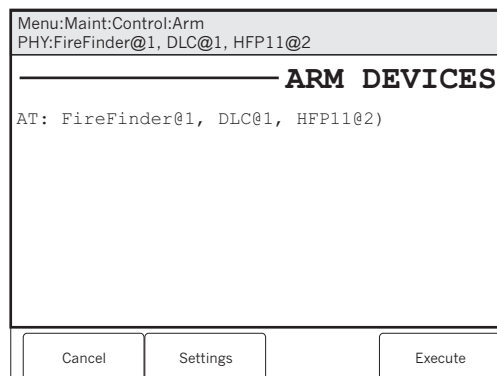 Menu:Maint:Control:Arm
PHY:FireFinder@1, DLC@1, HFP11@2
ARM DEVICES
AT: FireFinder@1, DLC@1, HFP11@2)
Cancel Settings Execute